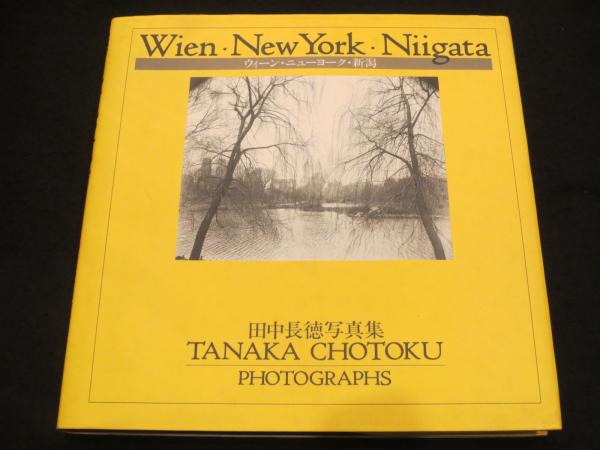 Wien · New York · Niigata
ウィーン・ニューヨーク・新潟
田中長徳写真集
TANAKA CHOTOKU
PHOTOGRAPHS